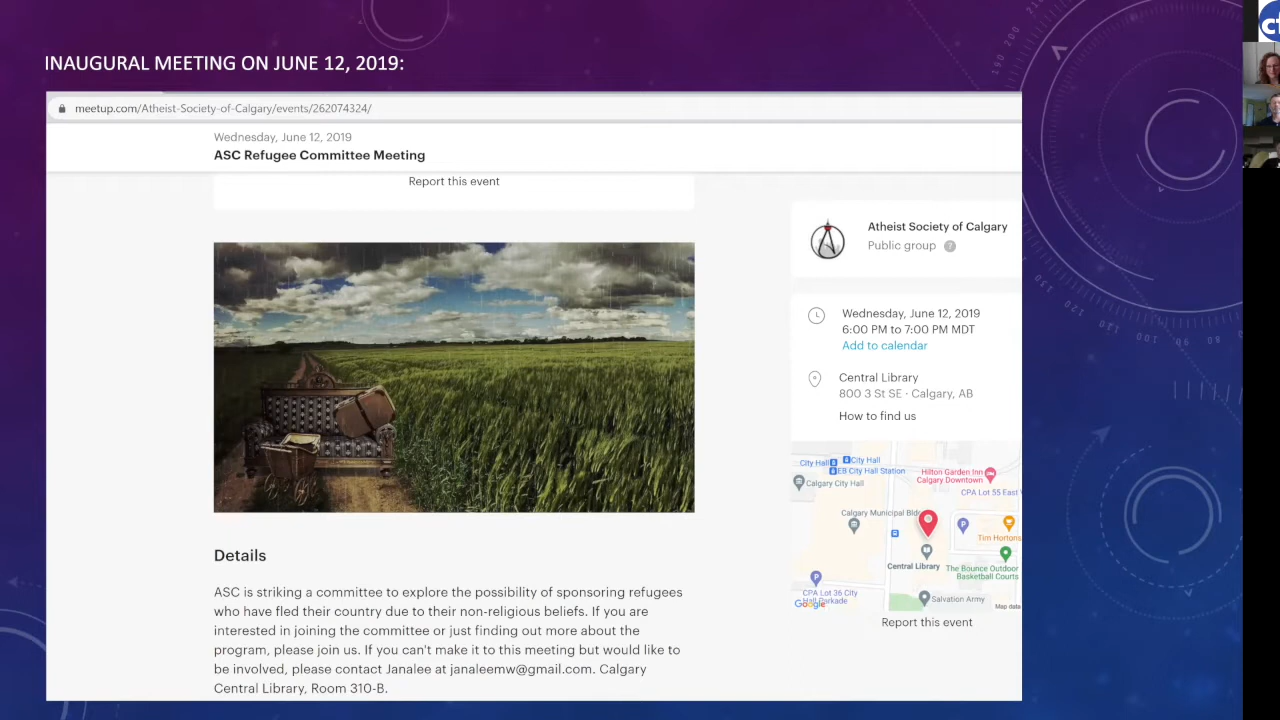 INAUGURAL MEETING ON JUNE 12, 2019:
meetup.com/Atheist-Society-of-Calgary/events/262074324/
Wednesday, June 12, 2019
ASC Refugee Committee Meeting
Report this event
Atheist Society of Calgary
Public group ?
Wednesday, June 12, 2019
6:00 PM to 7:00 PM MDT
Add to calendar
Central Library
800 3 St SE · Calgary, AB
How to find us
City Hall
City Hall
EB City Hall Station
Calgary City Hall
Hilton Garden Inn
Calgary Downtown
CPA Lot 55 East
Calgary Municipal Bldg
P
Tim Hortons
Central Library
The Bounce Outdoor
Basketball Courts
P
CPA Lot 36 City
Hall Parkade
Google
Salvation Army
Map data
Report this event
Details
ASC is striking a committee to explore the possibility of sponsoring refugees
who have fled their country due to their non-religious beliefs. If you are
interested in joining the committee or just finding out more about the
program, please join us. If you can't make it to this meeting but would like to
be involved, please contact Janalee at janaleemw@gmail.com. Calgary
Central Library, Room 310-B.